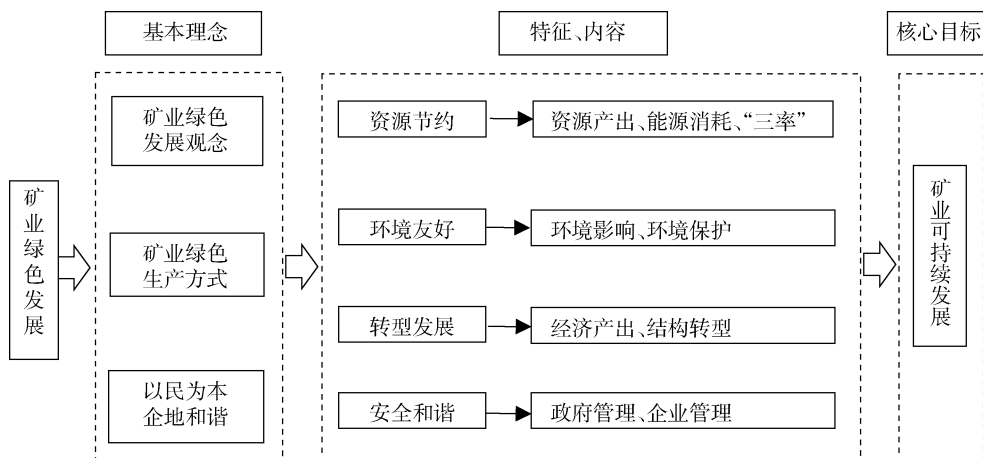 基本理念
特征、内容
核心目标
矿业绿色发展
矿业绿色
发展观念
矿业绿色
生产方式
以民为本
企地和谐
资源节约
资源产出、能源消耗、“三率”
环境友好
环境影响、环境保护
转型发展
经济产出、结构转型
安全和谐
政府管理、企业管理
矿业可持续发展